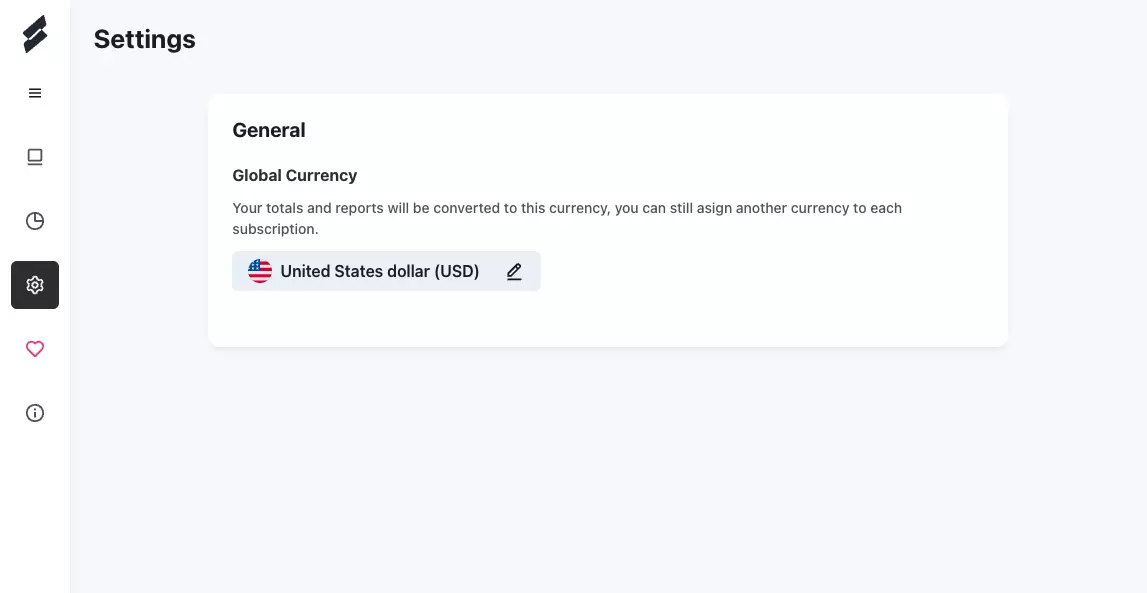 Settings
General
Global Currency
Your totals and reports will be converted to this currency, you can still asign another currency to each
subscription.
United States dollar (USD)